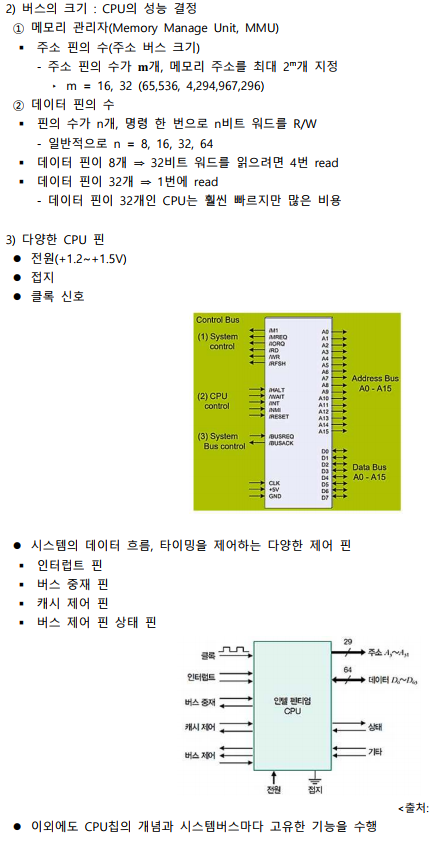 2) 버스의 크기 : CPU의 성능 결정
① 메모리 관리자(Memory Manage Unit, MMU)
▪ 주소 핀의 수(주소 버스 크기)
- 주소 핀의 수가 m개, 메모리 주소를 최대 2ᵐ개 지정
‣ m = 16, 32 (65,536, 4,294,967,296)
② 데이터 핀의 수
▪ 핀의 수가 n개, 명령 한 번으로 n비트 워드를 R/W
- 일반적으로 n = 8, 16, 32, 64
▪ 데이터 핀이 8개 ⇒ 32비트 워드를 읽으려면 4번 read
▪ 데이터 핀이 32개 ⇒ 1번에 read
- 데이터 핀이 32개인 CPU는 훨씬 빠르지만 많은 비용
3) 다양한 CPU 핀
● 전원(+1.2~+1.5V)
● 접지
● 클록 신호
Control Bus
(1) System control
/M1
/MREQ
/IORQ
/RD
/WR
/RFSH
(2) CPU control
/HALT
/WAIT
/INT
/NMI
/RESET
(3) System Bus control
/BUSREQ
/BUSACK
CLK
+5V
GND
A0
A1
A2
A3
A4
A5
A6
A7
A8
A9
A10
A11
A12
A13
A14
A15
Address Bus
A0 - A15
D0
D1
D2
D3
D4
D5
D6
D7
Data Bus
A0 - A15
● 시스템의 데이터 흐름, 타이밍을 제어하는 다양한 제어 핀
▪ 인터럽트 핀
▪ 버스 중재 핀
▪ 캐시 제어 핀
▪ 버스 제어 핀 상태 핀
클록
인터럽트
버스 중재
캐시 제어
버스 제어
인텔 펜티엄
CPU
29
주소 A₃~A₃₁
64
데이터 D₀~D₆₃
상태
기타
전원
접지
<출처:
● 이외에도 CPU칩의 개념과 시스템버스마다 고유한 기능을 수행